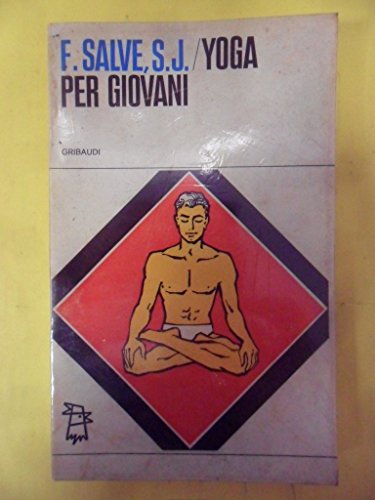 F. SALVE, S.J./YOGA
PER GIOVANI
GRIBAUDI